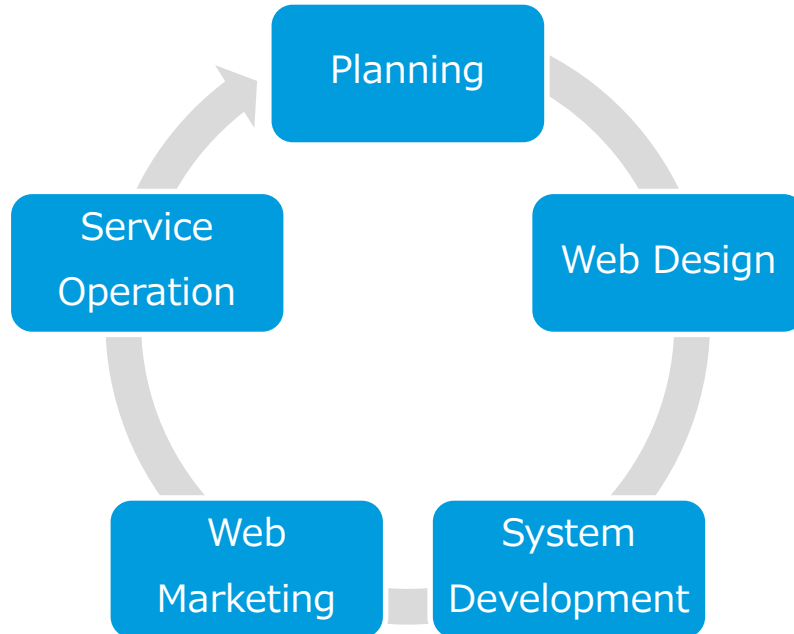 Planning
Web Design
System
Development
Web
Marketing
Service
Operation